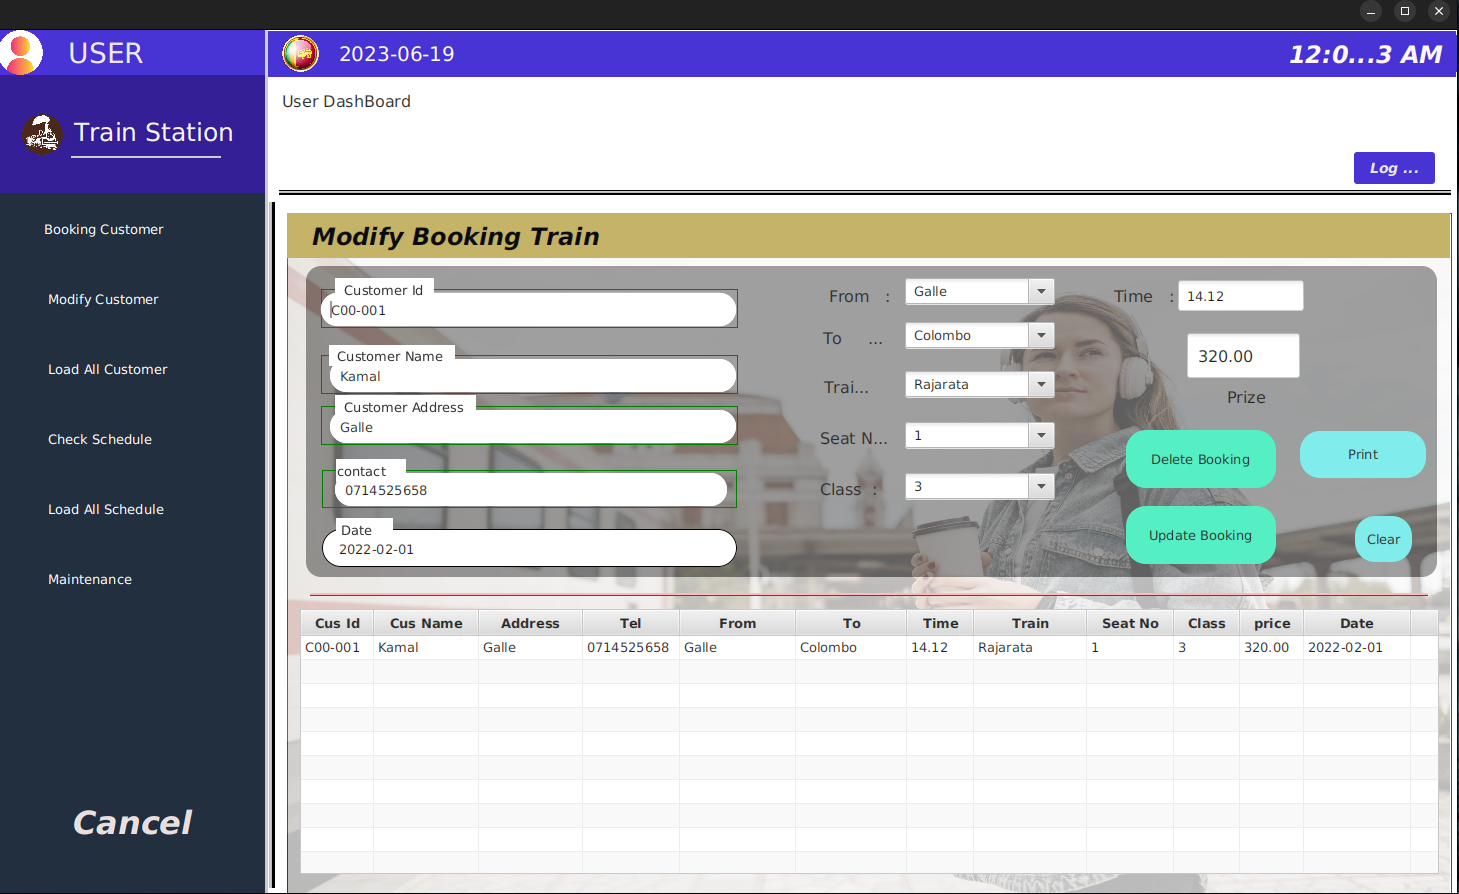 USER
2023-06-19
12:0...3 AM
Train Station
User DashBoard
Log ...
Booking Customer
Modify Customer
Load All Customer
Check Schedule
Load All Schedule
Maintenance
Cancel
Modify Booking Train
Customer Id
C00-001
Customer Name
Kamal
Customer Address
Galle
contact
0714525658
Date
2022-02-01
From :
Galle
To ...
Colombo
Trai...
Rajarata
Seat N...
1
Class :
3
Time :
14.12
320.00
Prize
Delete Booking
Print
Update Booking
Clear
Cus Id Cus Name Address Tel From To Time Train Seat No Class price Date
C00-001 Kamal Galle 0714525658 Galle Colombo 14.12 Rajarata 1 3 320.00 2022-02-01